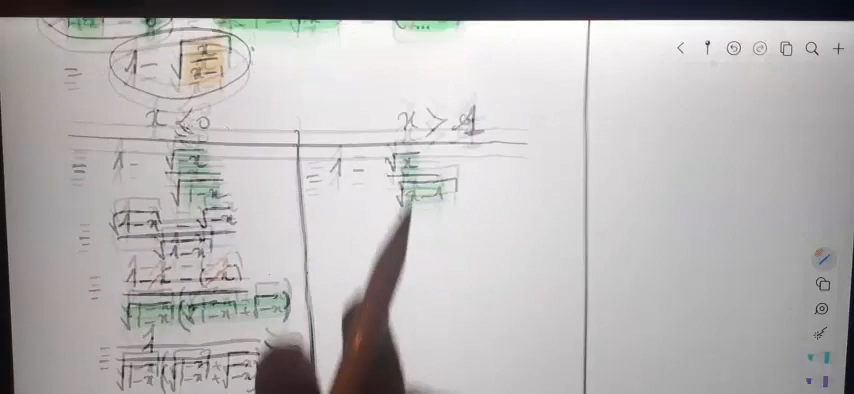 = 1 - √(x/(x-1))
x < 0
x > 1
= 1 - √(-x)/√(1-x)
= 1 - √x/√(x-1)
= (√(1-x) - √(-x))/√(1-x)
= (1-x-(-x))/(√(1-x)(√(1-x)+√(-x)))
= 1/(√(1-x)(√(1-x)+√(-x)))